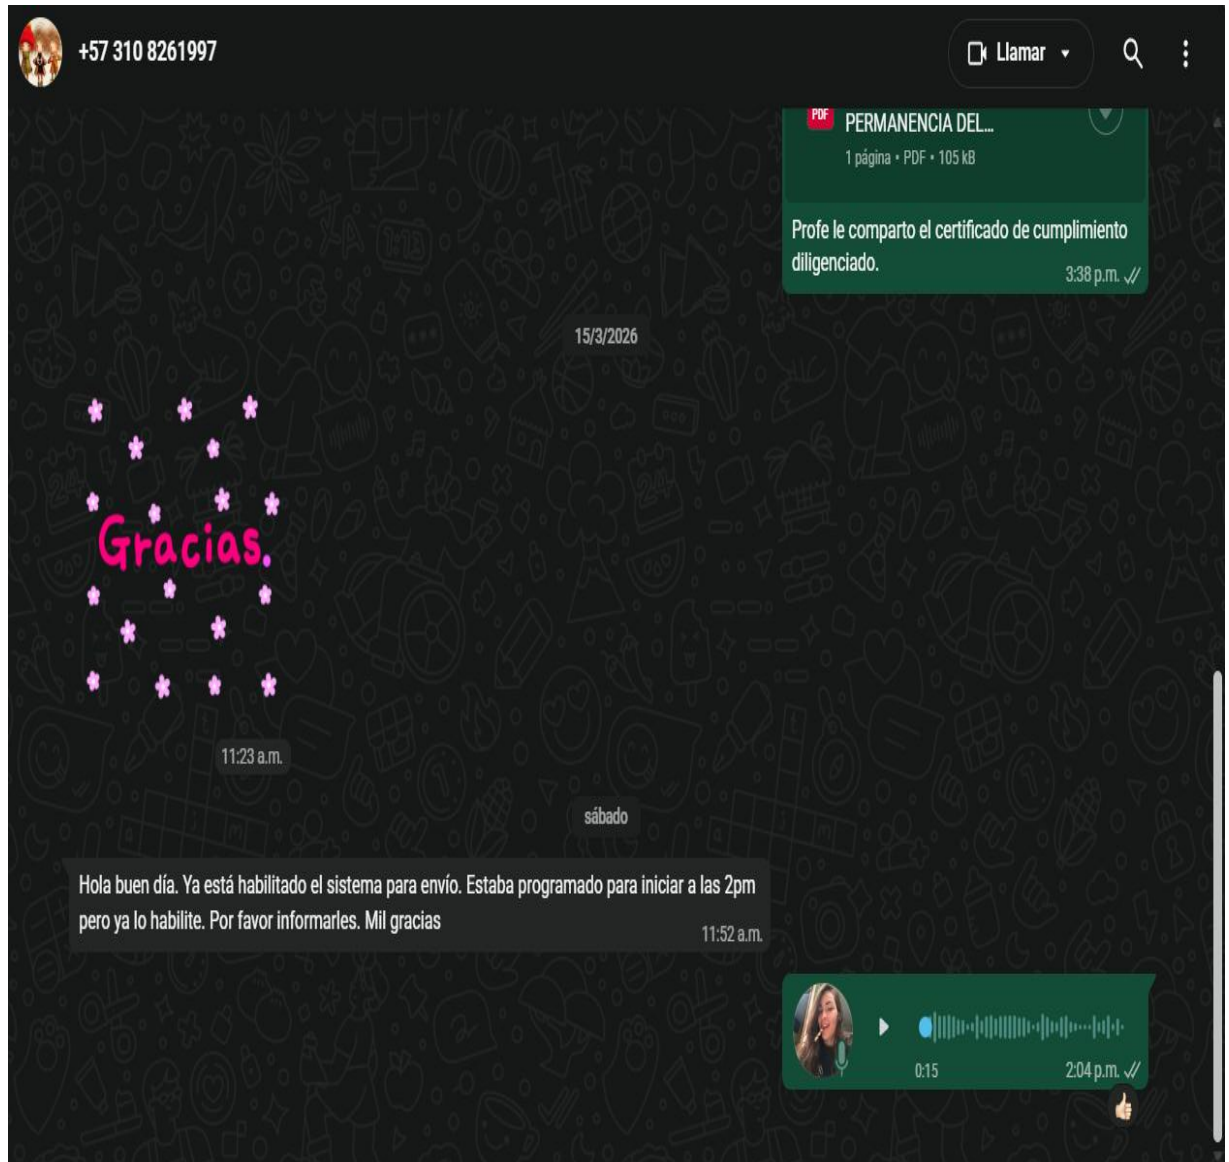 +57 310 8261997
Llamar
PDF
PERMANENCIA DEL...
1 página • PDF • 105 kB
Profe le comparto el certificado de cumplimiento
diligenciado.
3:38 p.m.
15/3/2026
Gracias.
11:23 a.m.
sábado
Hola buen día. Ya está habilitado el sistema para envío. Estaba programado para iniciar a las 2pm
pero ya lo habilite. Por favor informarles. Mil gracias
11:52 a.m.
0:15
2:04 p.m.